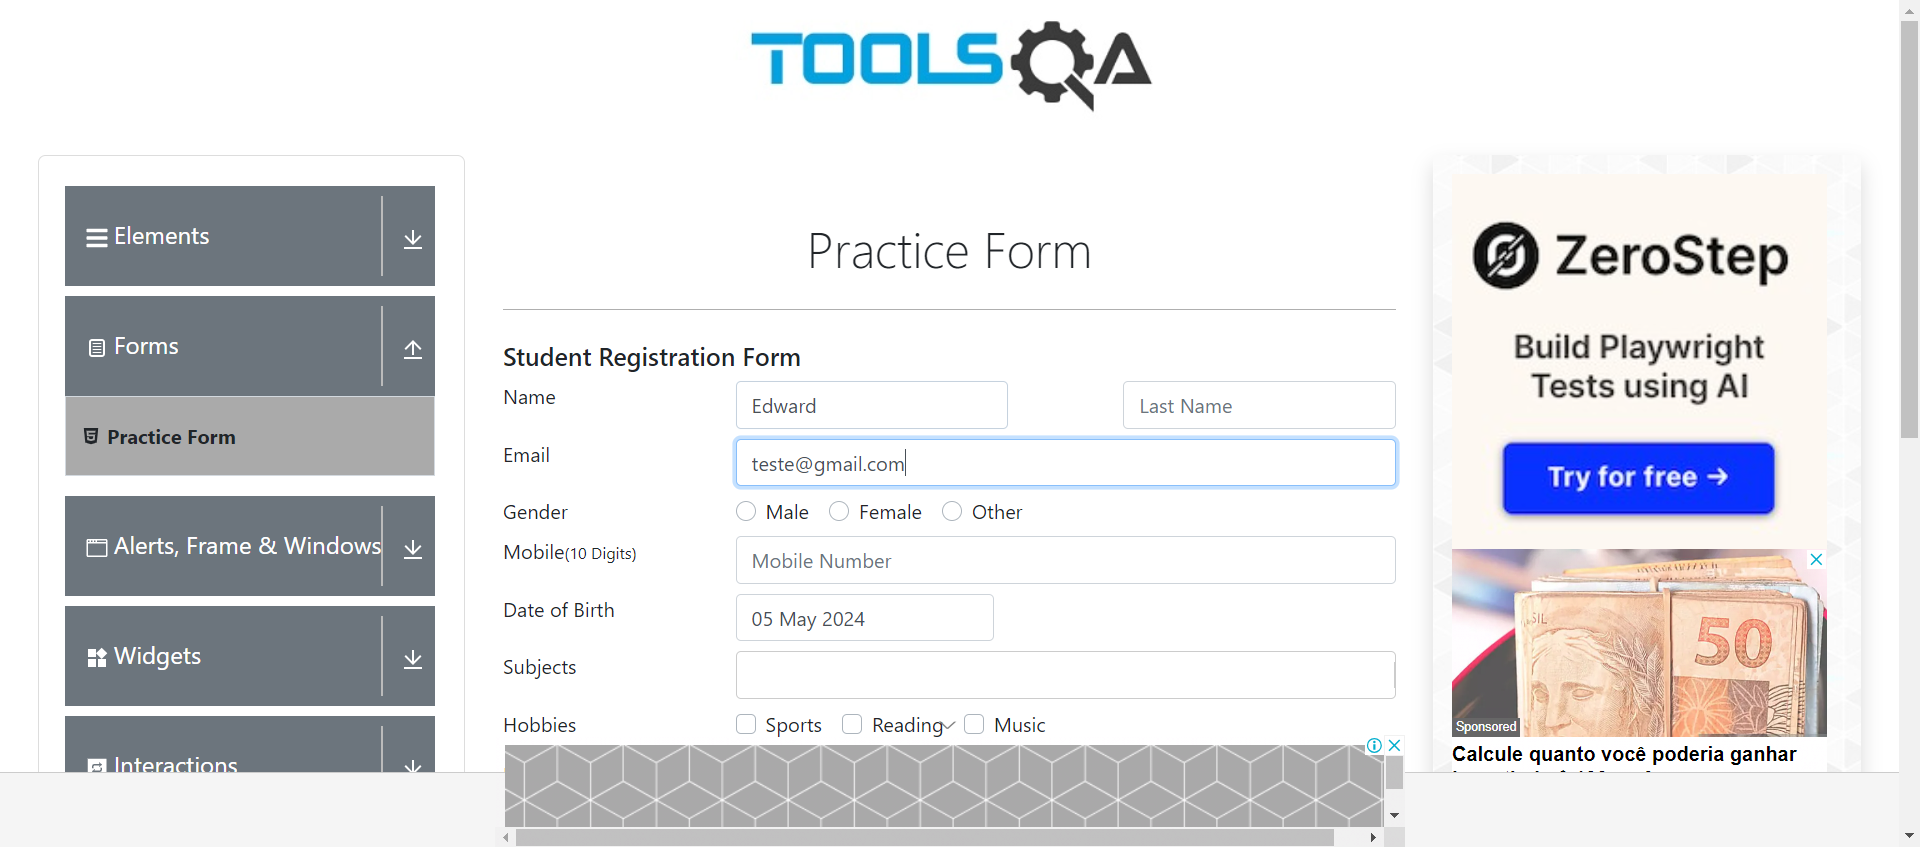 TOOLSQA
Elements
Forms
Practice Form
Alerts, Frame & Windows
Widgets
Interactions
Practice Form
Student Registration Form
Name
Edward
Last Name
Email
teste@gmail.com
Gender
Male
Female
Other
Mobile(10 Digits)
Mobile Number
Date of Birth
05 May 2024
Subjects
Hobbies
Sports
Reading
Music
ZeroStep
Build Playwright
Tests using AI
Try for free →
50
Sponsored
Calcule quanto você poderia ganhar